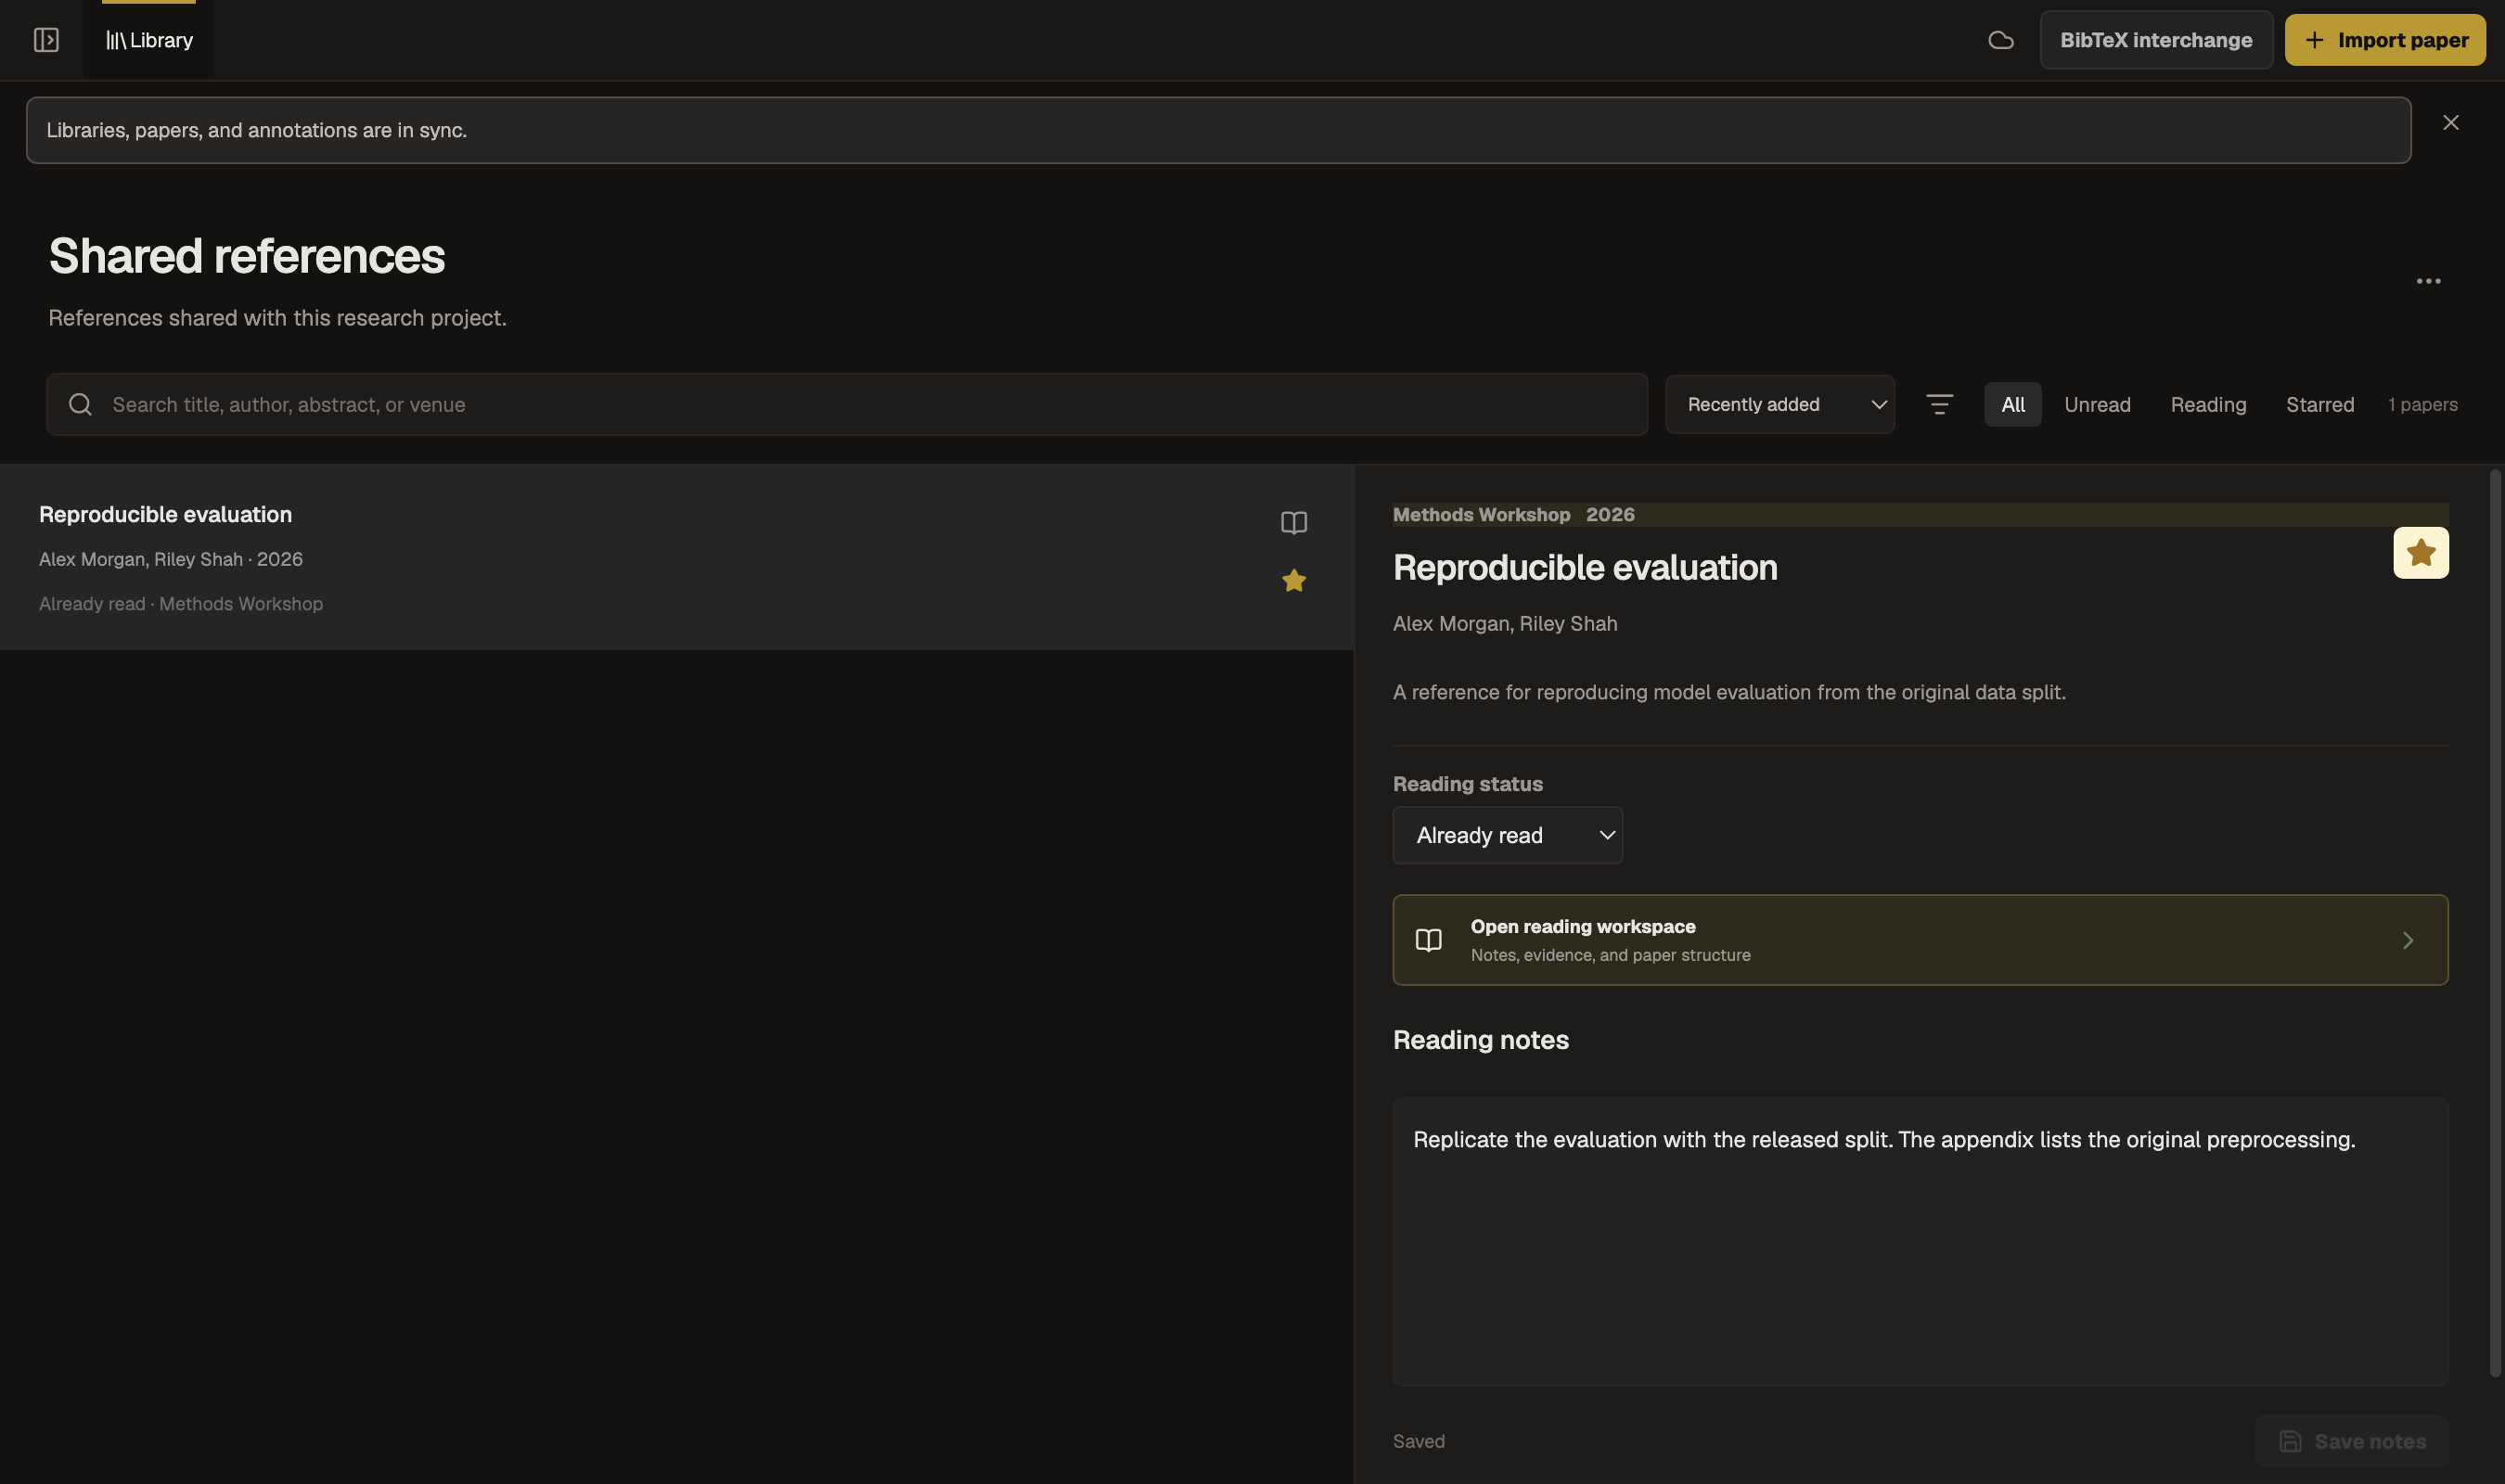 Library
BibTeX interchange
Import paper
Libraries, papers, and annotations are in sync.
Shared references
References shared with this research project.
Search title, author, abstract, or venue
Recently added
All
Unread
Reading
Starred
1 papers
Reproducible evaluation
Alex Morgan, Riley Shah · 2026
Already read · Methods Workshop
Methods Workshop 2026
Reproducible evaluation
Alex Morgan, Riley Shah
A reference for reproducing model evaluation from the original data split.
Reading status
Already read
Open reading workspace
Notes, evidence, and paper structure
Reading notes
Replicate the evaluation with the released split. The appendix lists the original preprocessing.
Saved
Save notes